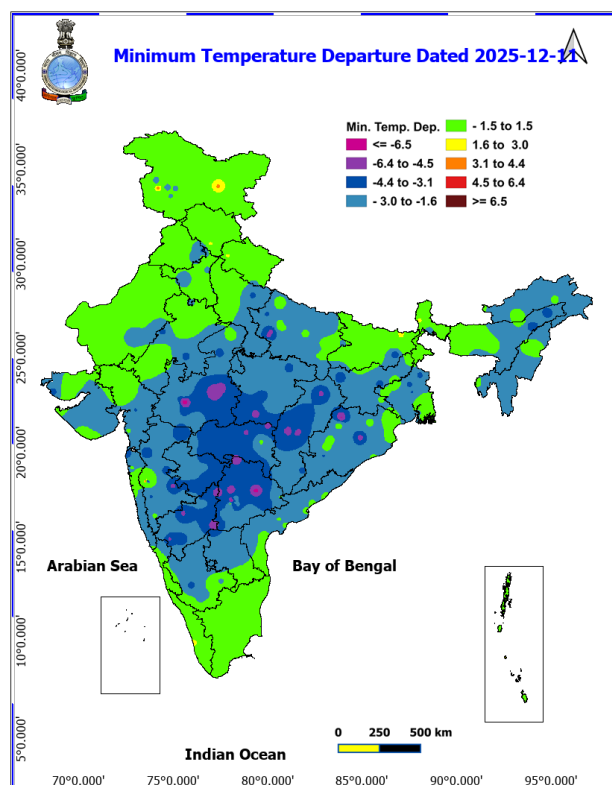 Minimum Temperature Departure Dated 2025-12-11
Min. Temp. Dep.
<= -6.5
-6.4 to -4.5
-4.4 to -3.1
- 3.0 to -1.6
- 1.5 to 1.5
1.6 to 3.0
3.1 to 4.4
4.5 to 6.4
>= 6.5
40°0.000'
35°0.000'
30°0.000'
25°0.000'
20°0.000'
15°0.000'
10°0.000'
5°0.000'
Arabian Sea
Bay of Bengal
Indian Ocean
0 250 500 km
70°0.000' 75°0.000' 80°0.000' 85°0.000' 90°0.000' 95°0.000'